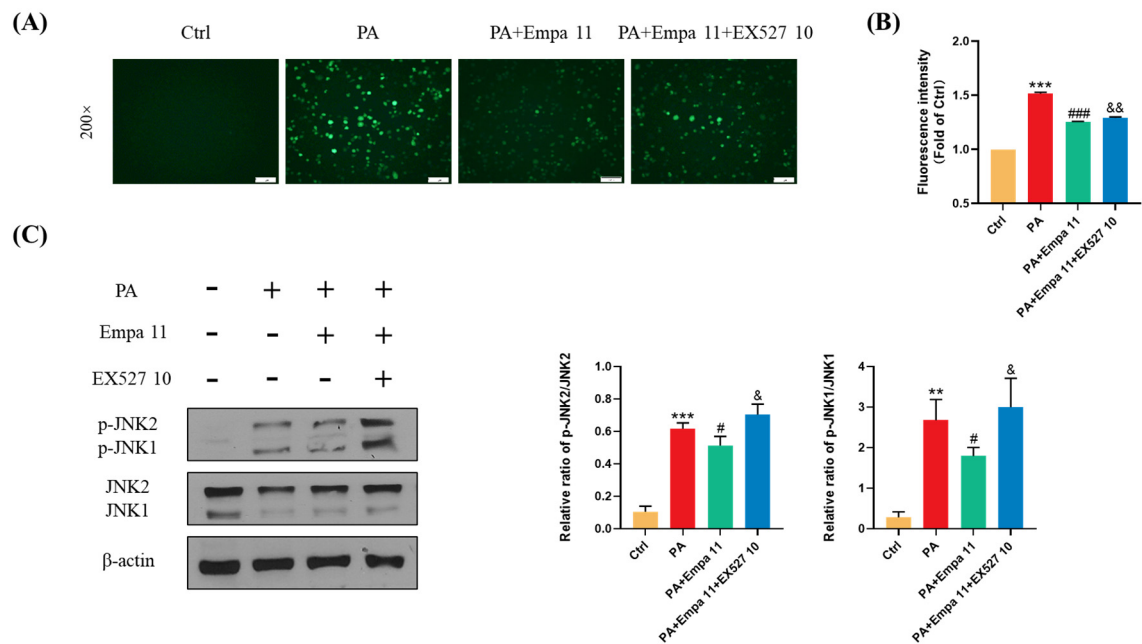 (A)
Ctrl PA PA+Empa 11 PA+Empa 11+EX527 10
200×
(B)
Fluorescence intensity
(Fold of Ctrl)
2.0
1.5
1.0
0.5
***
###
&&
Ctrl
PA
PA+Empa 11
PA+Empa 11+EX527 10
(C)
PA - + + +
Empa 11 - - + +
EX527 10 - - - +
p-JNK2
p-JNK1
JNK2
JNK1
β-actin
Relative ratio of p-JNK2/JNK2
1.0
0.8
0.6
0.4
0.2
0.0
***
#
&
Ctrl
PA
PA+Empa 11
PA+Empa 11+EX527 10
Relative ratio of p-JNK1/JNK1
4
3
2
1
0
**
#
&
Ctrl
PA
PA+Empa 11
PA+Empa 11+EX527 10